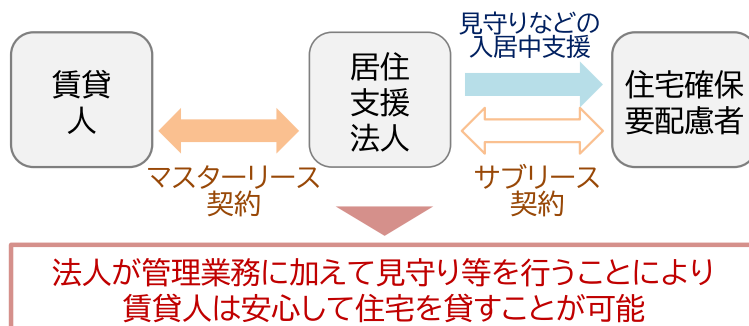 賃貸
人
マスターリース
契約
居住
支援
法人
見守りなどの
入居中支援
サブリース
契約
住宅確保
要配慮者
法人が管理業務に加えて見守り等を行うことにより
賃貸人は安心して住宅を貸すことが可能